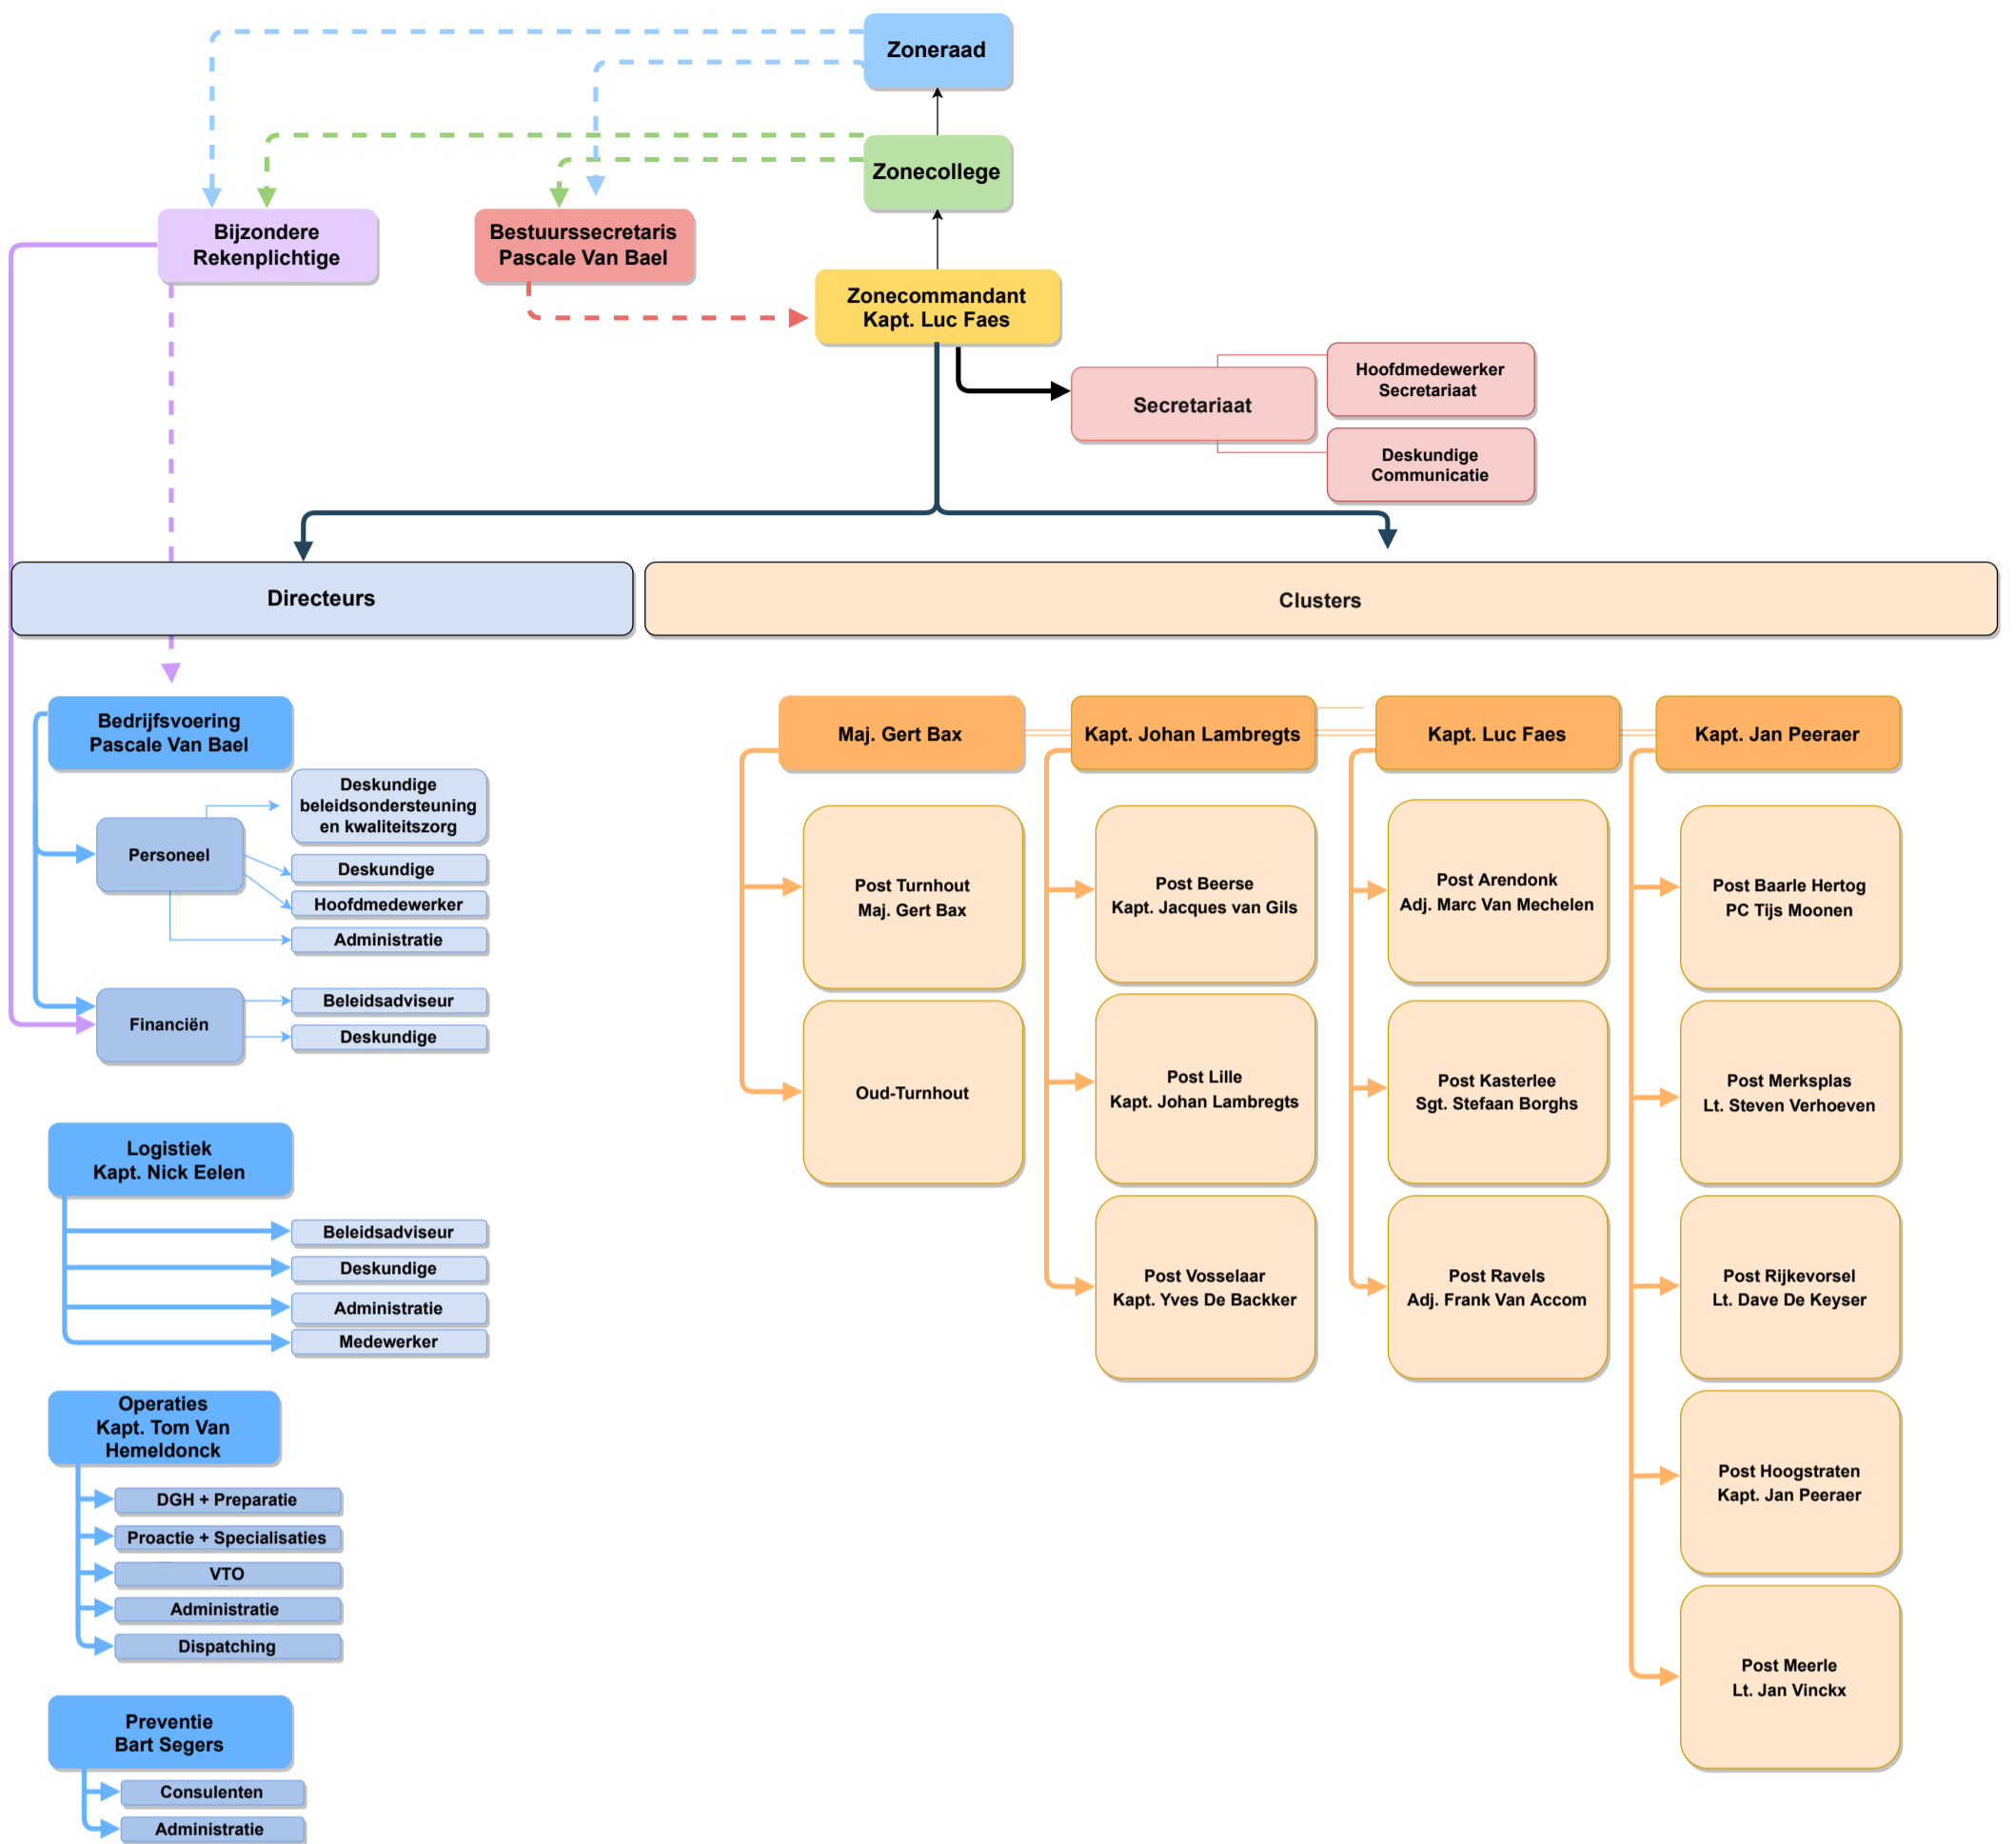 Zoneraad
Zonecollege
Bijzondere
Rekenplichtige
Bestuurssecretaris
Pascale Van Bael
Zonecommandant
Kapt. Luc Faes
Secretariaat
Hoofdmedewerker
Secretariaat
Deskundige
Communicatie
Directeurs
Clusters
Bedrijfsvoering
Pascale Van Bael
Personeel
Deskundige
beleidsondersteuning
en kwaliteitszorg
Deskundige
Hoofdmedewerker
Administratie
Financiën
Beleidsadviseur
Deskundige
Logistiek
Kapt. Nick Eelen
Beleidsadviseur
Deskundige
Administratie
Medewerker
Operaties
Kapt. Tom Van
Hemeldonck
DGH + Preparatie
Proactie + Specialisaties
VTO
Administratie
Dispatching
Preventie
Bart Segers
Consulenten
Administratie
Maj. Gert Bax
Post Turnhout
Maj. Gert Bax
Oud-Turnhout
Kapt. Johan Lambregts
Post Beerse
Kapt. Jacques van Gils
Post Lille
Kapt. Johan Lambregts
Post Vosselaar
Kapt. Yves De Backker
Kapt. Luc Faes
Post Arendonk
Adj. Marc Van Mechelen
Post Kasterlee
Sgt. Stefaan Borghs
Post Ravels
Adj. Frank Van Accom
Kapt. Jan Peeraer
Post Baarle Hertog
PC Tijs Moonen
Post Merksplas
Lt. Steven Verhoeven
Post Rijkevorsel
Lt. Dave De Keyser
Post Hoogstraten
Kapt. Jan Peeraer
Post Meerle
Lt. Jan Vinckx